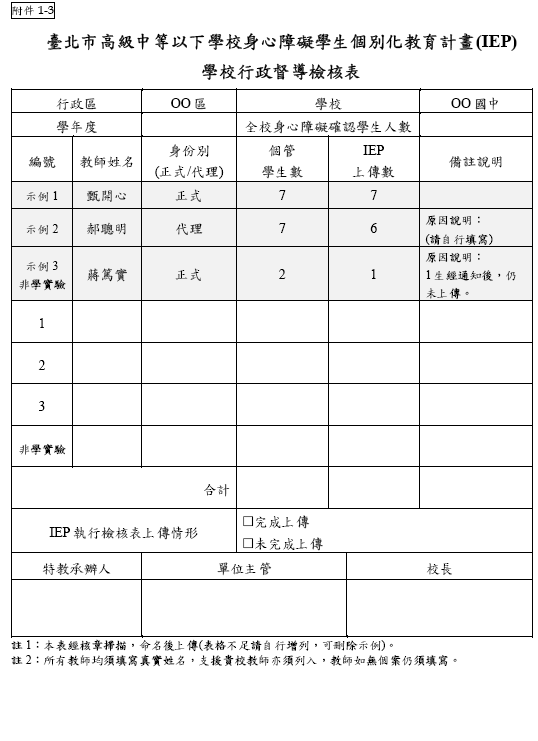 附件 1-3
臺北市高級中等以下學校身心障礙學生個別化教育計畫(IEP)
學校行政督導檢核表
行政區 OO 區 學校 OO 國中
學年度 全校身心障礙確認學生人數
編號 教師姓名 身份別 (正式/代理) 個管 學生數 IEP 上傳數 備註說明
示例 1 甄開心 正式 7 7
示例 2 郝聰明 代理 7 6 原因說明： (請自行填寫)
示例 3 非學實驗 蔣篤實 正式 2 1 原因說明： 1 生經通知後，仍未上傳。
1
2
3
非學實驗
合計
IEP 執行檢核表上傳情形 □完成上傳
□未完成上傳
特教承辦人 單位主管 校長
註 1：本表經核章掃描，命名後上傳(表格不足請自行增列，可刪除示例)。
註 2：所有教師均須填寫真實姓名，支援貴校教師亦須列入，教師如無個案仍須填寫。